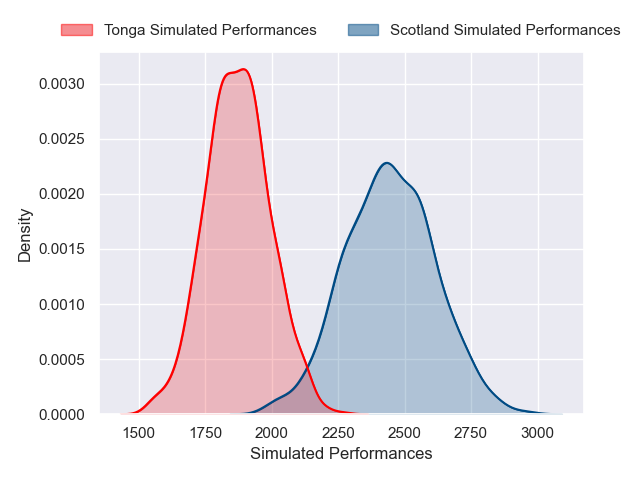 Tonga Simulated Performances Scotland Simulated Performances
0.0030
0.0025
0.0020
0.0015
0.0010
0.0005
0.0000
Density
1500 1750 2000 2250 2500 2750 3000
Simulated Performances